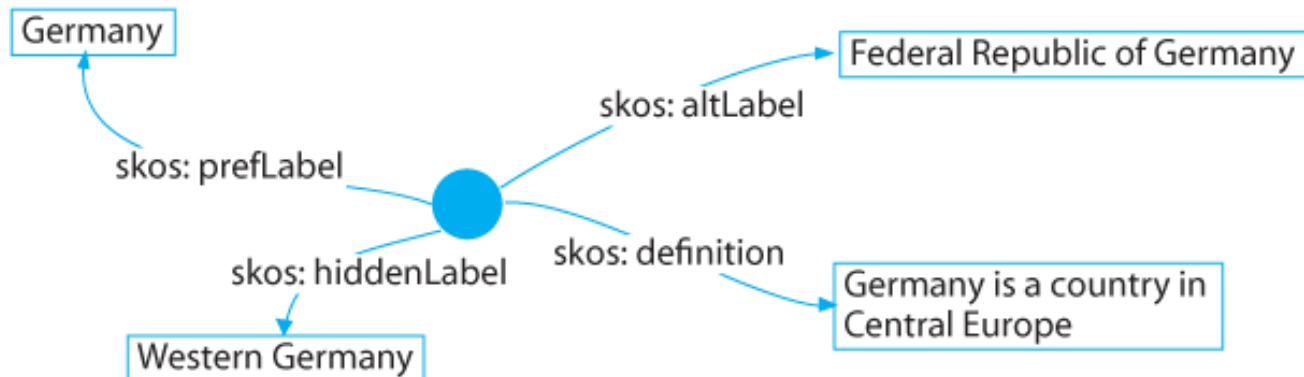 Germany
Federal Republic of Germany
skos: altLabel
skos: prefLabel
skos: definition
skos: hiddenLabel
Germany is a country in
Central Europe
Western Germany